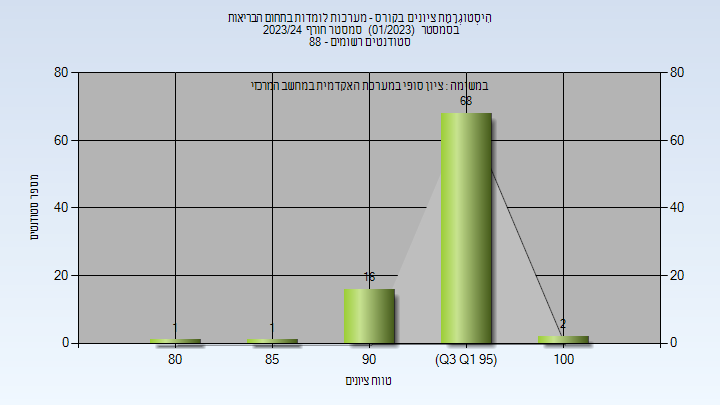 היסטוגרמת ציונים בקורס - מערכות לומדות בתחום הבריאות
בסמסטר (01/2023) סמסטר חורף 2023/24
סטודנטים רשומים - 88
במשימה : ציון סופי במערכת האקדמית במחשב המרכזי
80 80
60 60
40 40
20 20
0 0
1 1 16 68 2
מספר סטודנטים
80 85 90 (Q3 Q1 95) 100
טווח ציונים